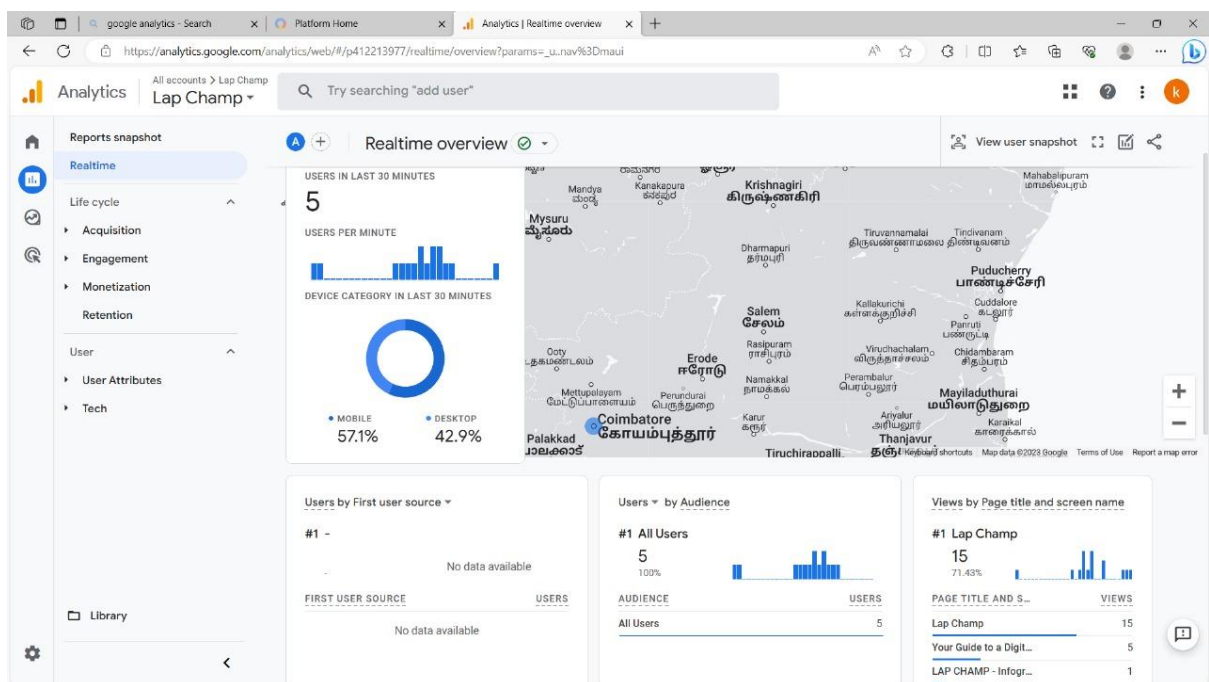 google analytics - Search
Platform Home
Analytics | Realtime overview
https://analytics.google.com/analytics/web/#/p412213977/realtime/overview?params=_u..nav%3Dmaui
Analytics
All accounts > Lap Champ
Lap Champ
Try searching "add user"
k
Reports snapshot
Realtime
Life cycle
Acquisition
Engagement
Monetization
Retention
User
User Attributes
Tech
Library
A
Realtime overview
View user snapshot
USERS IN LAST 30 MINUTES
5
USERS PER MINUTE
DEVICE CATEGORY IN LAST 30 MINUTES
MOBILE
57.1%
DESKTOP
42.9%
Mandya
ಮಂಡ್ಯ
Kanakapura
ಕನಕಪುರ
Krishnagiri
கிருஷ்ணகிரி
Mahabalipuram
மாமல்லபுரம்
Mysuru
ಮೈಸೂರು
Dharmapuri
தர்மபுரி
Tiruvannamalai
திருவண்ணாமலை
Tindivanam
திண்டிவனம்
Puducherry
பாண்டிச்சேரி
Salem
சேலம்
Kallakurichi
கள்ளக்குறிச்சி
Cuddalore
கடலூர்
Panruti
பண்ருட்டி
Rasipuram
ராசிபுரம்
Ooty
உதகமண்டலம்
Erode
ஈரோடு
Virudhachalam
விருத்தாச்சலம்
Chidambaram
சிதம்பரம்
Namakkal
நாமக்கல்
Perambalur
பெரம்பலூர்
Mettupalayam
மேட்டுப்பாளையம்
Perundurai
பெருந்துறை
Mayiladuthurai
மயிலாடுதுறை
Coimbatore
கோயம்புத்தூர்
Karur
கரூர்
Ariyalur
அரியலூர்
Karaikal
காரைக்கால்
Palakkad
Thanjavur
Tiruchirappalli
Keyboard shortcuts
Map data ©2023 Google
Terms of Use
Report a map error
Users by First user source
#1 -
-
No data available
FIRST USER SOURCE
USERS
No data available
Users by Audience
#1 All Users
5
100%
AUDIENCE
USERS
All Users
5
Views by Page title and screen name
#1 Lap Champ
15
71.43%
PAGE TITLE AND S...
VIEWS
Lap Champ
15
Your Guide to a Digit...
5
LAP CHAMP - Infogr...
1